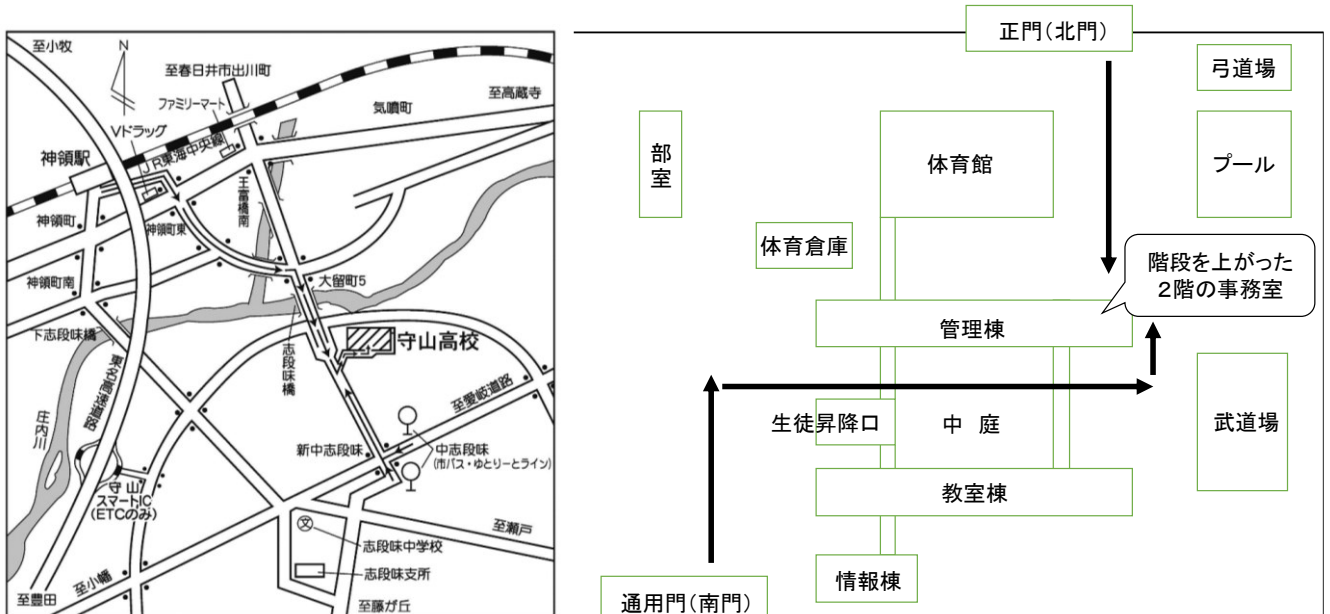 至小牧
N
至春日井市出川町
ファミリーマート
Vドラッグ
気噴町
至高蔵寺
神領駅
JR東海中央線
王富橋南
神領町
神領町東
神領町南
大留町5
下志段味橋
志段味橋
守山高校
東名高速道路
庄内川
至愛岐道路
新中志段味
中志段味
(市バス・ゆとりーとライン)
守山
スマートIC
(ETCのみ)
至瀬戸
志段味中学校
文
志段味支所
至小幡
至豊田
至藤が丘
正門(北門)
弓道場
部室
体育館
プール
体育倉庫
階段を上がった
2階の事務室
管理棟
生徒昇降口
中 庭
武道場
教室棟
情報棟
通用門(南門)